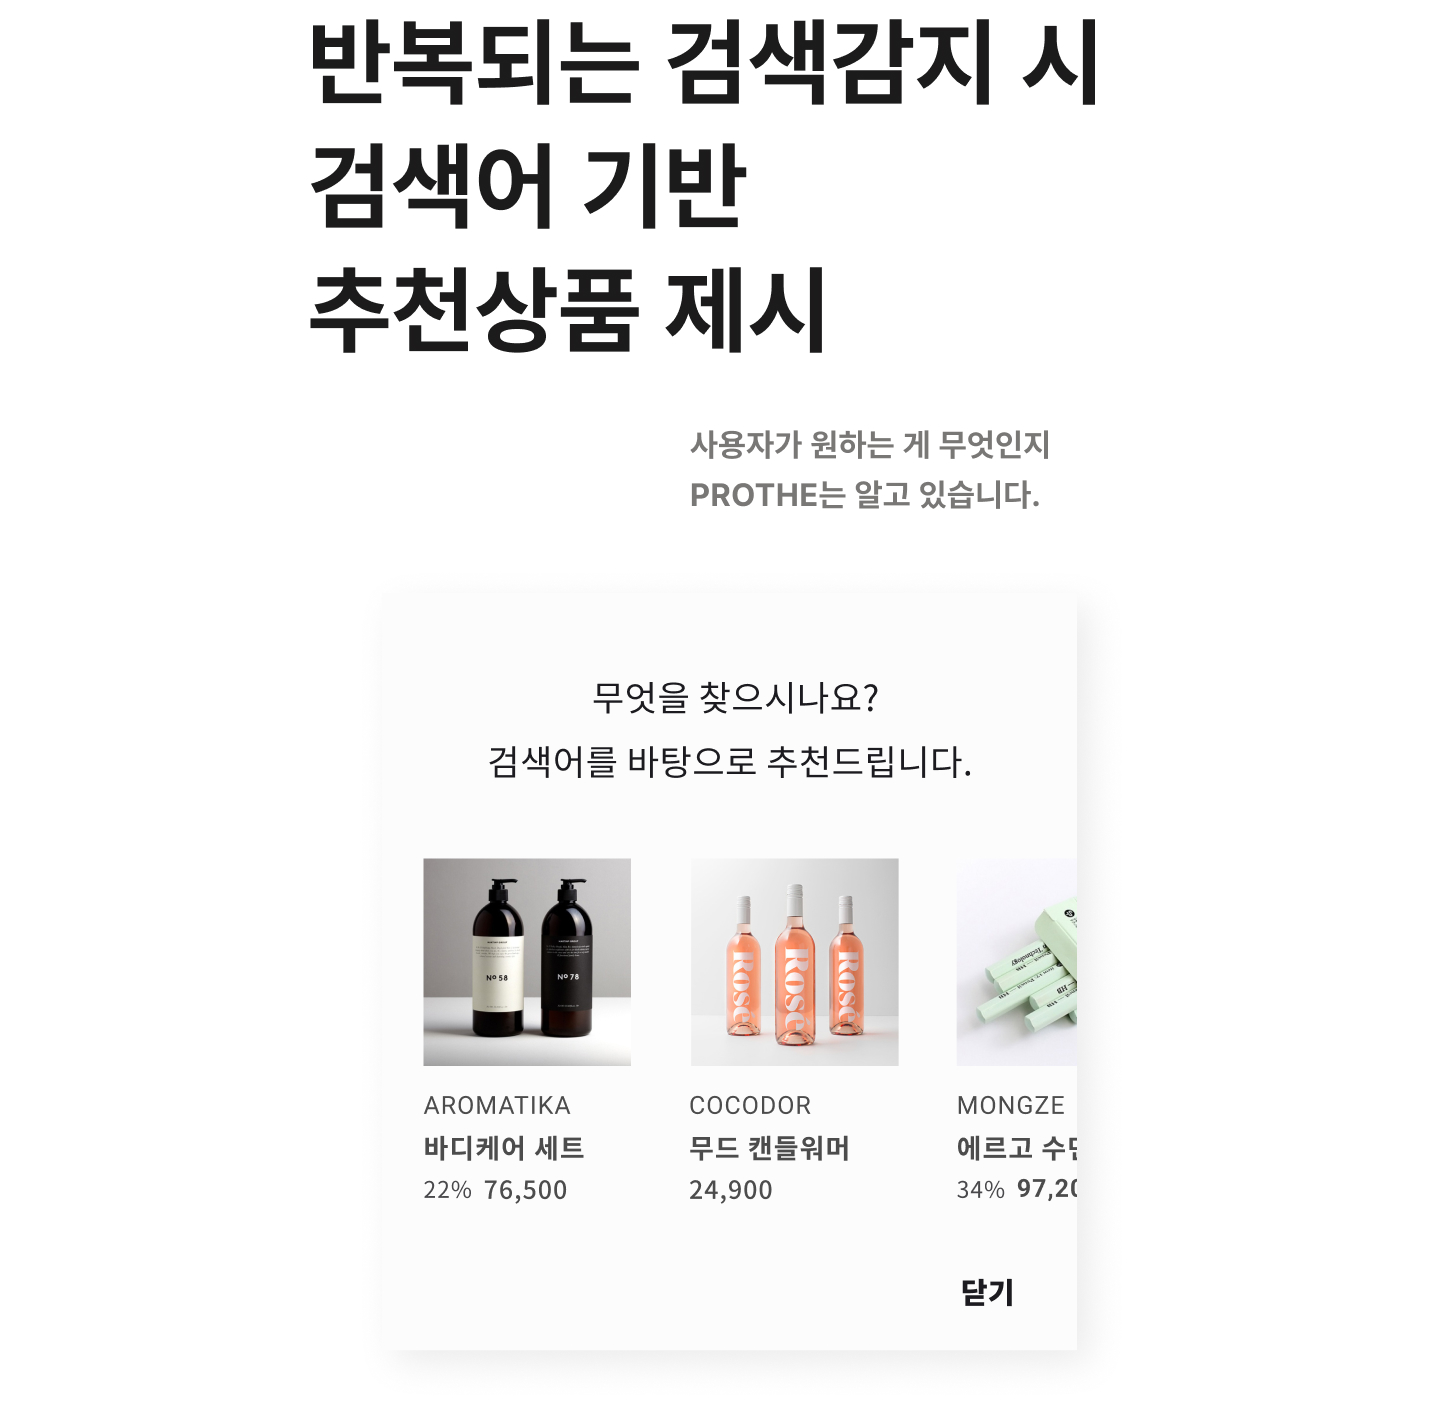 반복되는 검색감지 시
검색어 기반
추천상품 제시
사용자가 원하는 게 무엇인지
PROTHE는 알고 있습니다.
무엇을 찾으시나요?
검색어를 바탕으로 추천드립니다.
Nº 58
Nº 78
Rosé
Rosé
Rosé
HB
AROMATIKA
바디케어 세트
22% 76,500
COCODOR
무드 캔들워머
24,900
MONGZE
에르고
34% 97,20
닫기